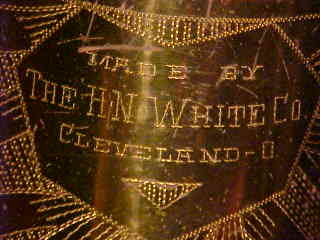 MADE BY
THE H.N. WHITE CO.
CLEVELAND-O